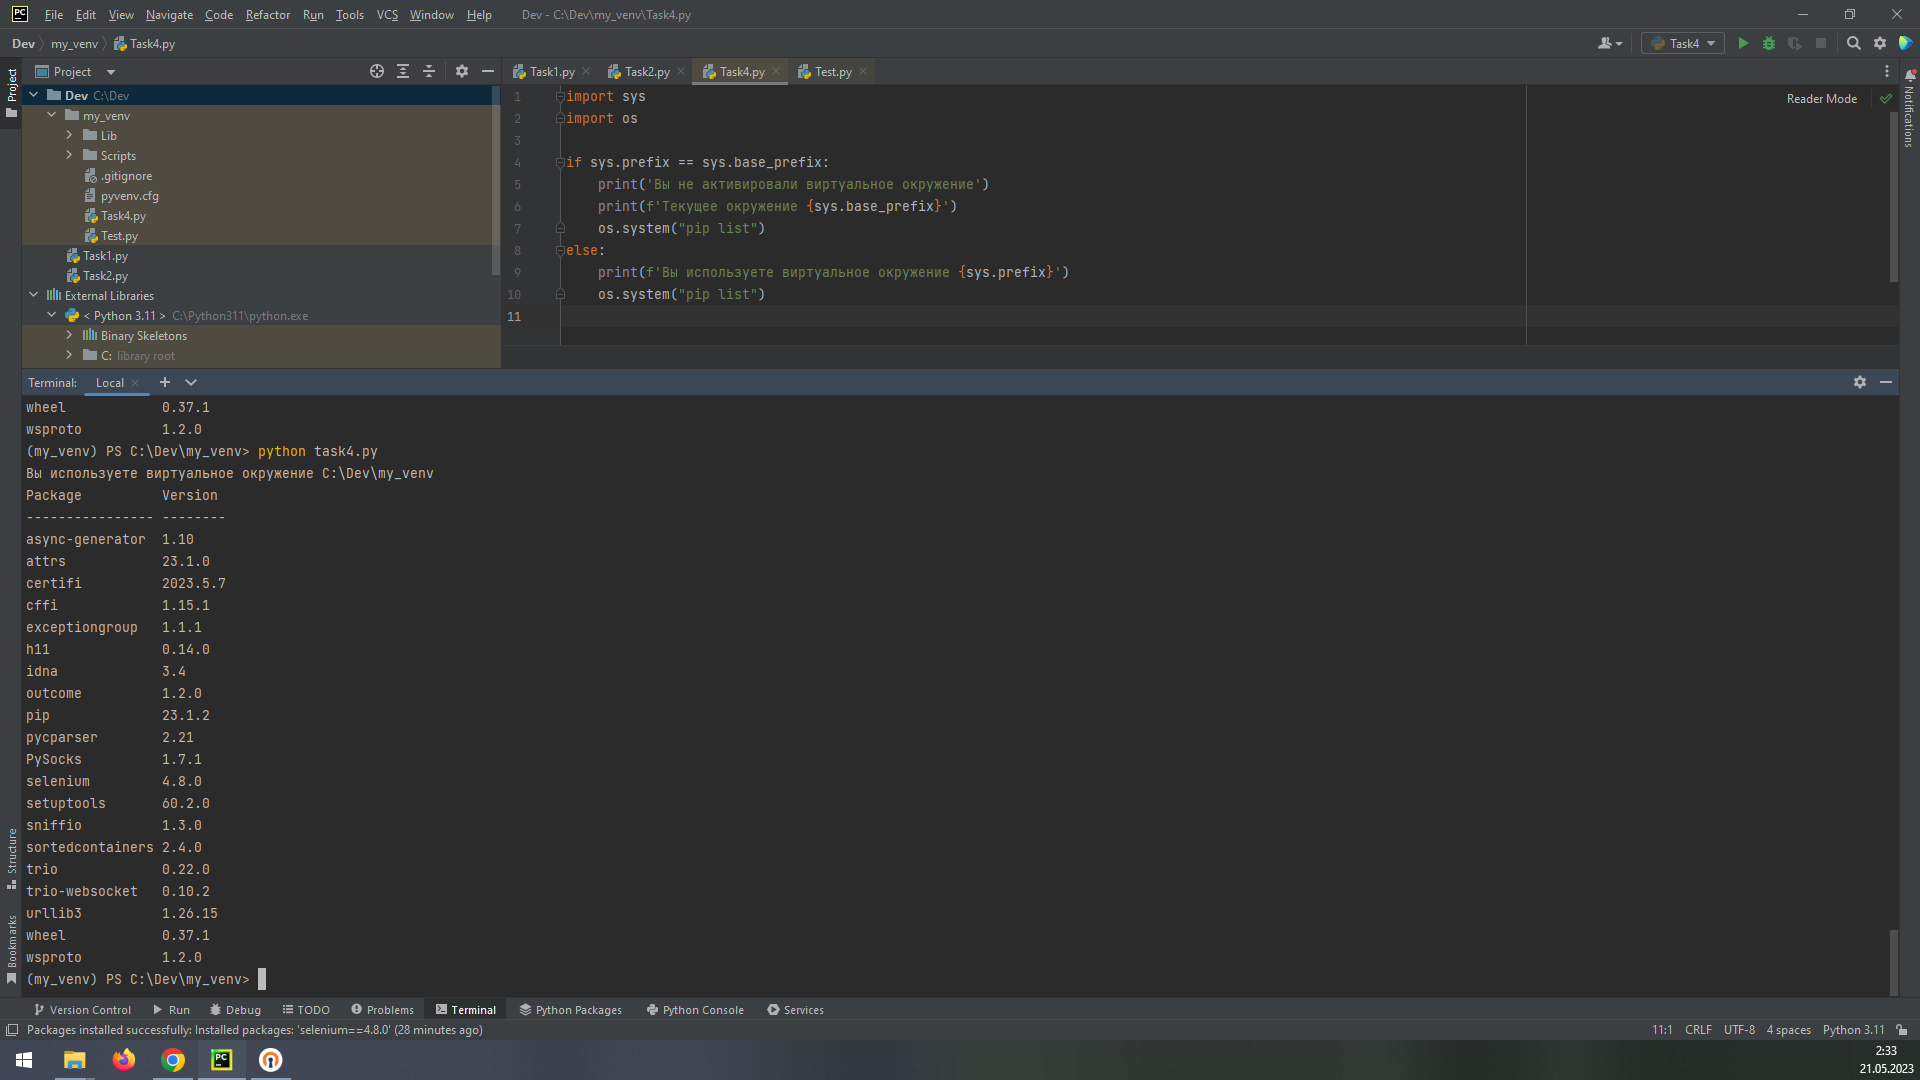 File Edit View Navigate Code Refactor Run Tools VCS Window Help Dev - C:\Dev\my_venv\Task4.py
Dev my_venv Task4.py Task4
Project
Task1.py Task2.py Task4.py Test.py
Dev C:\Dev
my_venv
Lib
Scripts
.gitignore
pyvenv.cfg
Task4.py
Test.py
Task1.py
Task2.py
External Libraries
< Python 3.11 > C:\Python311\python.exe
Binary Skeletons
C: library root
1 import sys
2 import os
3
4 if sys.prefix == sys.base_prefix:
5 print('Вы не активировали виртуальное окружение')
6 print(f'Текущее окружение {sys.base_prefix}')
7 os.system("pip list")
8 else:
9 print(f'Вы используете виртуальное окружение {sys.prefix}')
10 os.system("pip list")
11
Reader Mode
Project
Notifications
Structure
Bookmarks
Terminal: Local
wheel 0.37.1
wsproto 1.2.0
(my_venv) PS C:\Dev\my_venv> python task4.py
Вы используете виртуальное окружение C:\Dev\my_venv
Package Version
---------------- --------
async-generator 1.10
attrs 23.1.0
certifi 2023.5.7
cffi 1.15.1
exceptiongroup 1.1.1
h11 0.14.0
idna 3.4
outcome 1.2.0
pip 23.1.2
pycparser 2.21
PySocks 1.7.1
selenium 4.8.0
setuptools 60.2.0
sniffio 1.3.0
sortedcontainers 2.4.0
trio 0.22.0
trio-websocket 0.10.2
urllib3 1.26.15
wheel 0.37.1
wsproto 1.2.0
(my_venv) PS C:\Dev\my_venv>
Version Control Run Debug TODO Problems Terminal Python Packages Python Console Services
Packages installed successfully: Installed packages: 'selenium==4.8.0' (28 minutes ago) 11:1 CRLF UTF-8 4 spaces Python 3.11
2:33
21.05.2023